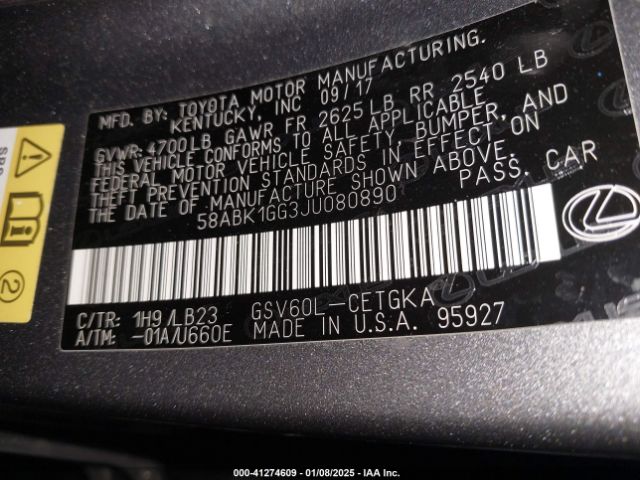 MFD. BY: TOYOTA MOTOR MANUFACTURING.
KENTUCKY, INC 09/17
GVWR: 4700LB GAWR FR 2625 LB RR 2540 LB
THIS VEHICLE CONFORMS TO ALL APPLICABLE
FEDERAL MOTOR VEHICLE SAFETY, BUMPER, AND
THEFT PREVENTION STANDARDS IN EFFECT ON
THE DATE OF MANUFACTURE SHOWN ABOVE.
58ABK1GG3JU080890 PASS. CAR
C/TR: 1H9/LB23 GSV60L-CETGKA
A/TM: -01A/U660E MADE IN U.S.A. 95927
2
000-41274609 - 01/08/2025 - IAA Inc.